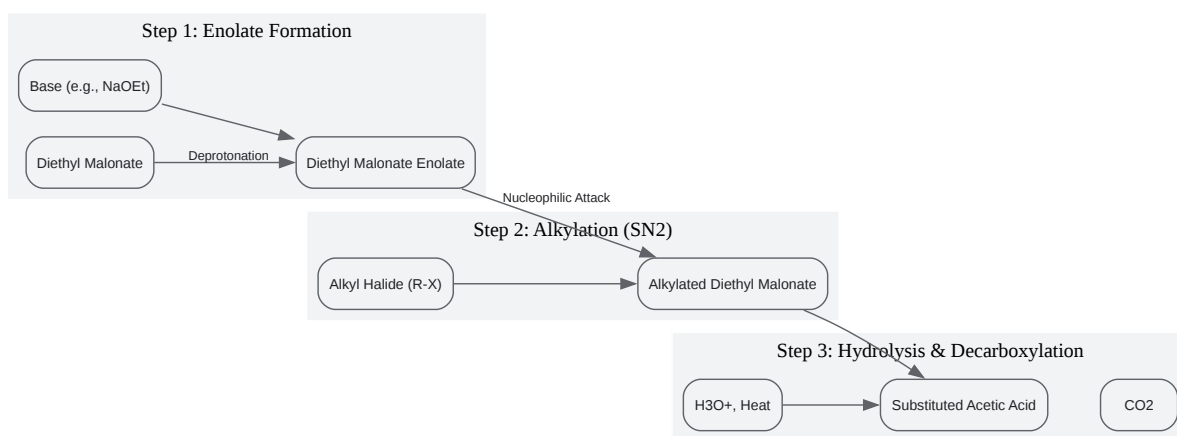 Step 1: Enolate Formation
Base (e.g., NaOEt)
Diethyl Malonate
Deprotonation
Diethyl Malonate Enolate
Nucleophilic Attack
Step 2: Alkylation (SN2)
Alkyl Halide (R-X)
Alkylated Diethyl Malonate
Step 3: Hydrolysis & Decarboxylation
H3O+, Heat
Substituted Acetic Acid
CO2